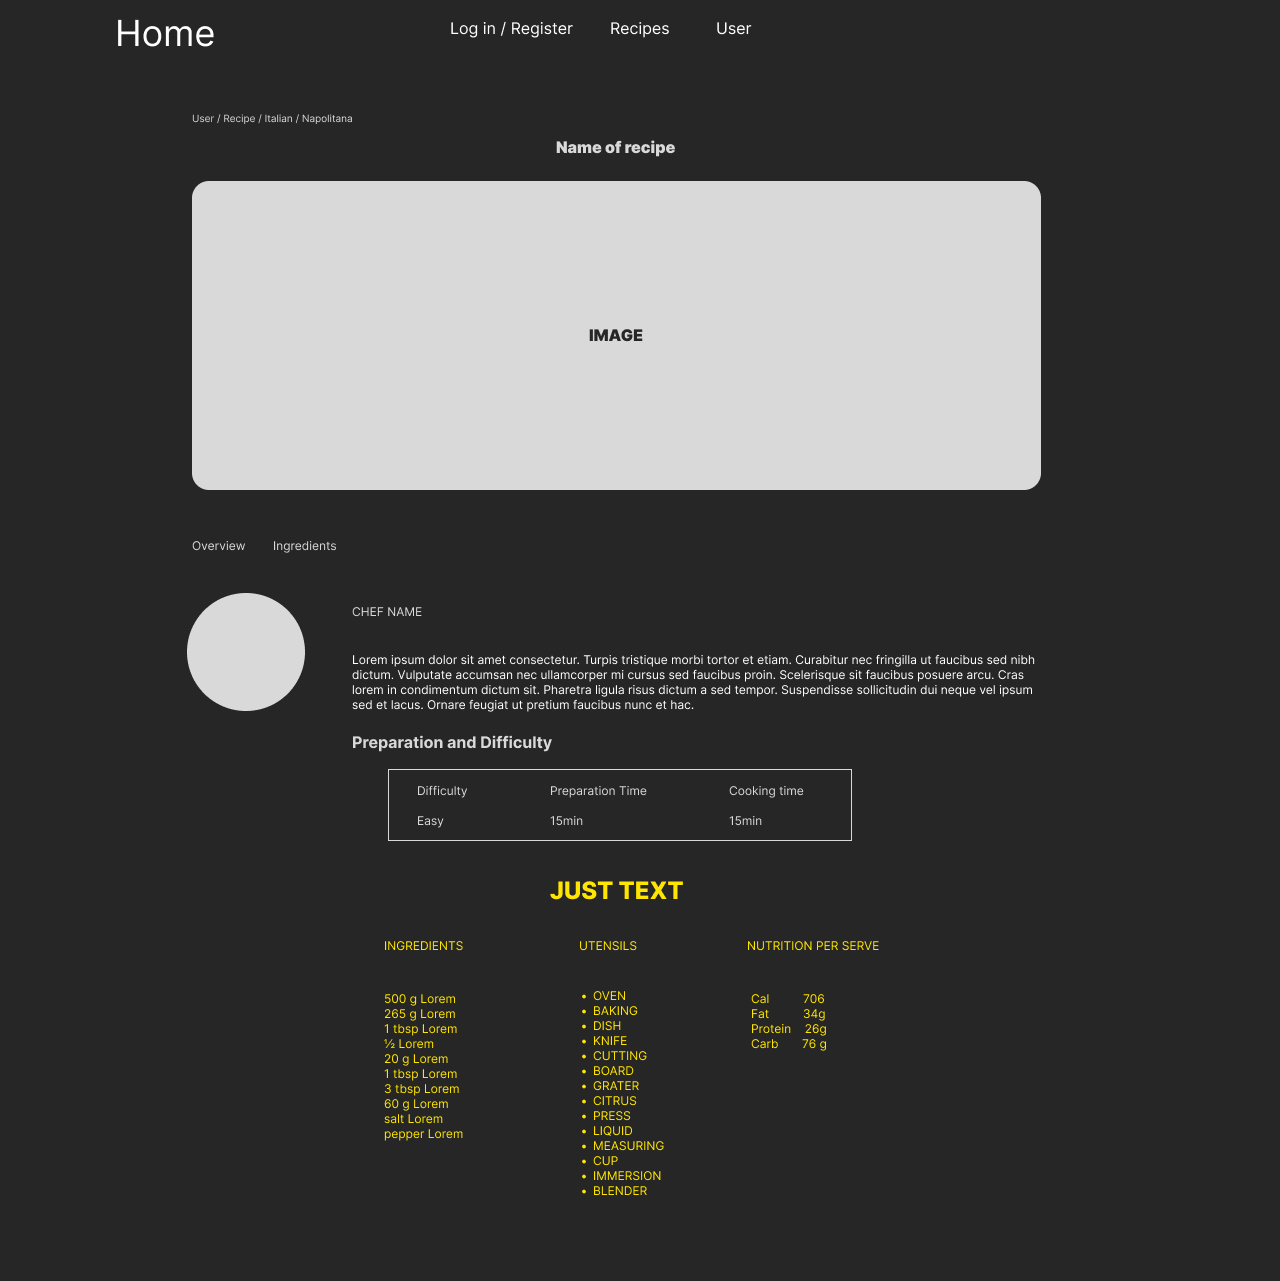 Home
Log in / Register
Recipes
User
User / Recipe / Italian / Napolitana
Name of recipe
IMAGE
Overview
Ingredients
CHEF NAME
Lorem ipsum dolor sit amet consectetur. Turpis tristique morbi tortor et etiam. Curabitur nec fringilla ut faucibus sed nibh
dictum. Vulputate accumsan nec ullamcorper mi cursus sed faucibus proin. Scelerisque sit faucibus posuere arcu. Cras
lorem in condimentum dictum sit. Pharetra ligula risus dictum a sed tempor. Suspendisse sollicitudin dui neque vel ipsum
sed et lacus. Ornare feugiat ut pretium faucibus nunc et hac.
Preparation and Difficulty
Difficulty Preparation Time Cooking time
Easy 15min 15min
JUST TEXT
INGREDIENTS
500 g Lorem
265 g Lorem
1 tbsp Lorem
½ Lorem
20 g Lorem
1 tbsp Lorem
3 tbsp Lorem
60 g Lorem
salt Lorem
pepper Lorem
UTENSILS
• OVEN
• BAKING
• DISH
• KNIFE
• CUTTING
• BOARD
• GRATER
• CITRUS
• PRESS
• LIQUID
• MEASURING
• CUP
• IMMERSION
• BLENDER
NUTRITION PER SERVE
Cal 706
Fat 34g
Protein 26g
Carb 76 g